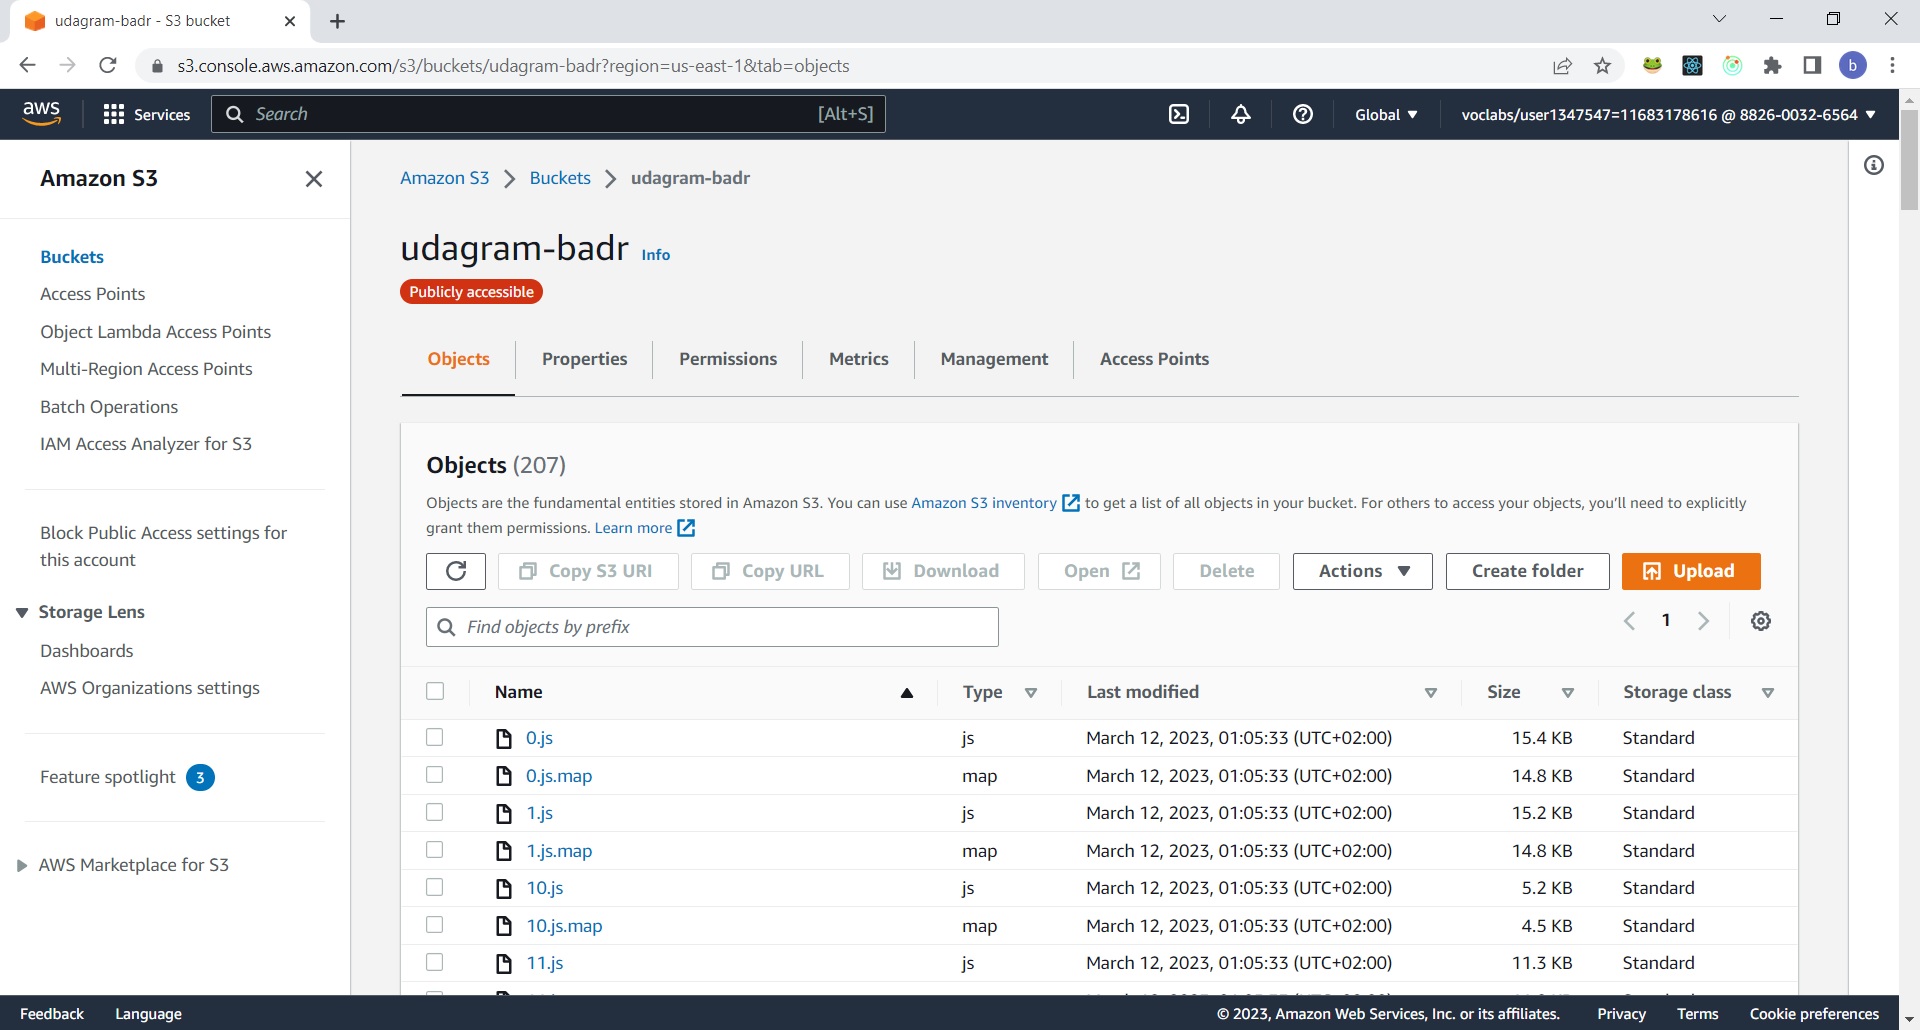 udagram-badr - S3 bucket
s3.console.aws.amazon.com/s3/buckets/udagram-badr?region=us-east-1&tab=objects
b
aws Services Search [Alt+S] Global voclabs/user1347547=11683178616 @ 8826-0032-6564
Amazon S3
Buckets
Access Points
Object Lambda Access Points
Multi-Region Access Points
Batch Operations
IAM Access Analyzer for S3
Block Public Access settings for
this account
Storage Lens
Dashboards
AWS Organizations settings
Feature spotlight 3
AWS Marketplace for S3
Amazon S3 Buckets udagram-badr
udagram-badr Info
Publicly accessible
Objects Properties Permissions Metrics Management Access Points
Objects (207)
Objects are the fundamental entities stored in Amazon S3. You can use Amazon S3 inventory to get a list of all objects in your bucket. For others to access your objects, you’ll need to explicitly
grant them permissions. Learn more
Copy S3 URI Copy URL Download Open Delete Actions Create folder Upload
Find objects by prefix 1
Name Type Last modified Size Storage class
0.js js March 12, 2023, 01:05:33 (UTC+02:00) 15.4 KB Standard
0.js.map map March 12, 2023, 01:05:33 (UTC+02:00) 14.8 KB Standard
1.js js March 12, 2023, 01:05:33 (UTC+02:00) 15.2 KB Standard
1.js.map map March 12, 2023, 01:05:33 (UTC+02:00) 14.8 KB Standard
10.js js March 12, 2023, 01:05:33 (UTC+02:00) 5.2 KB Standard
10.js.map map March 12, 2023, 01:05:33 (UTC+02:00) 4.5 KB Standard
11.js js March 12, 2023, 01:05:33 (UTC+02:00) 11.3 KB Standard
Feedback Language © 2023, Amazon Web Services, Inc. or its affiliates. Privacy Terms Cookie preferences